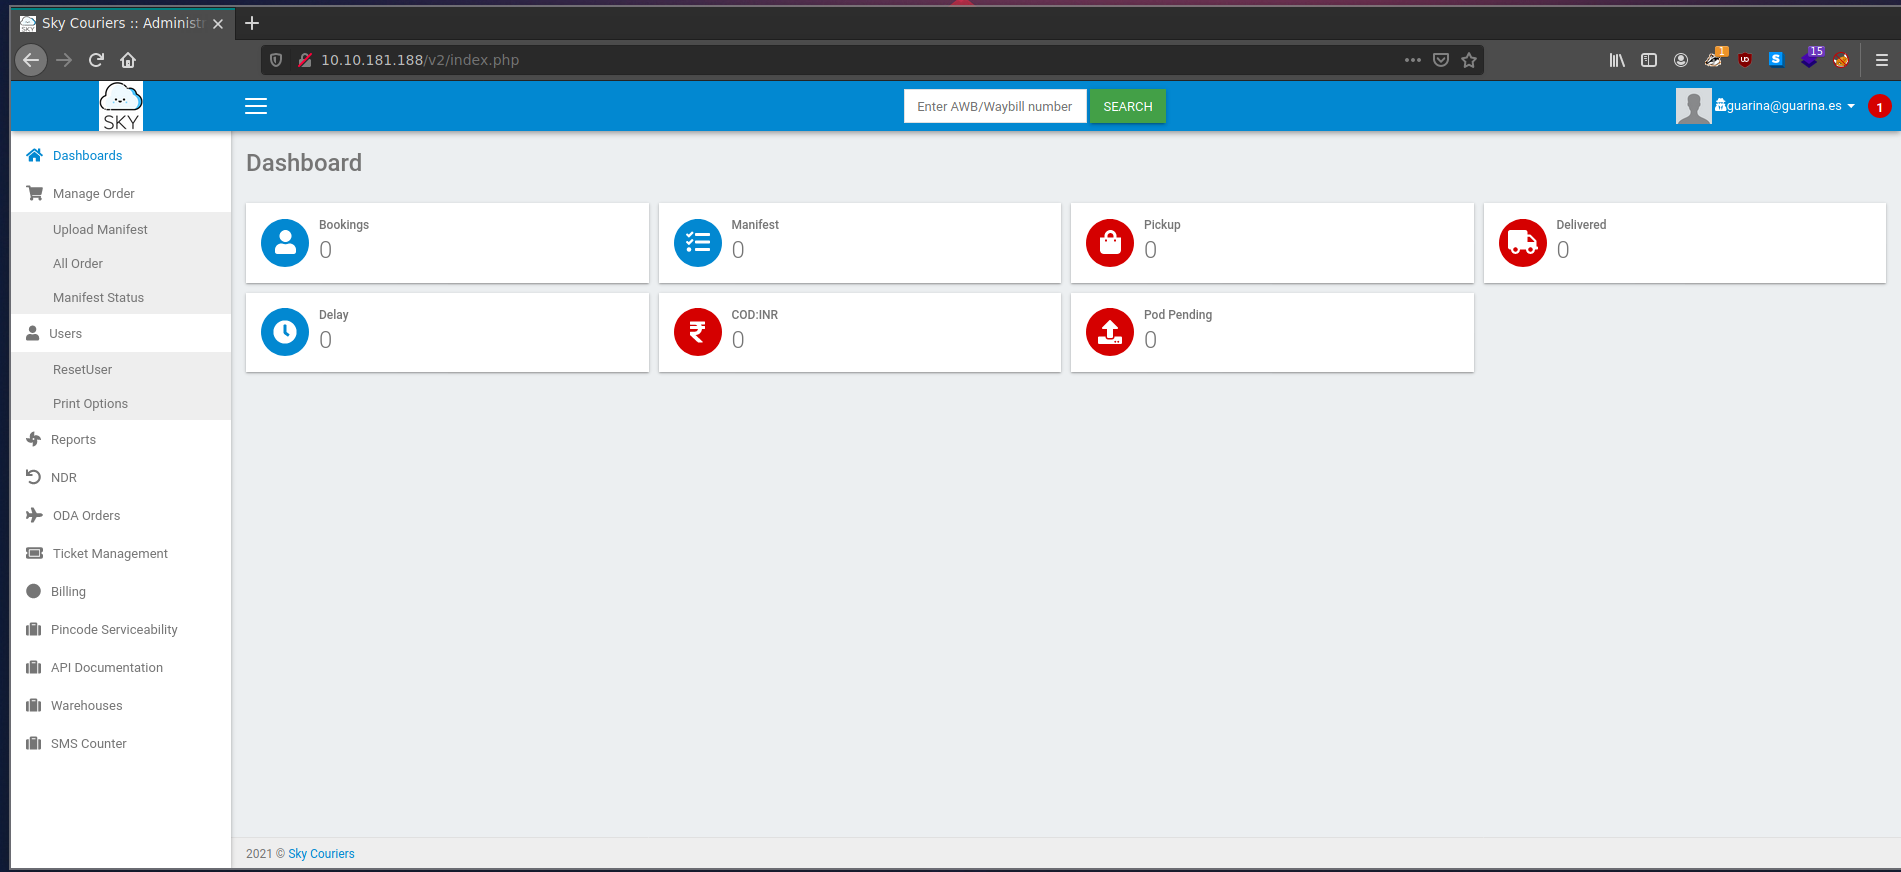 Sky Couriers :: Administr
10.10.181.188/v2/index.php
1
15
SKY
Enter AWB/Waybill number
SEARCH
guarina@guarina.es
1
Dashboards
Manage Order
Upload Manifest
All Order
Manifest Status
Users
ResetUser
Print Options
Reports
NDR
ODA Orders
Ticket Management
Billing
Pincode Serviceability
API Documentation
Warehouses
SMS Counter
Dashboard
Bookings
0
Manifest
0
Pickup
0
Delivered
0
Delay
0
COD:INR
0
Pod Pending
0
2021 © Sky Couriers